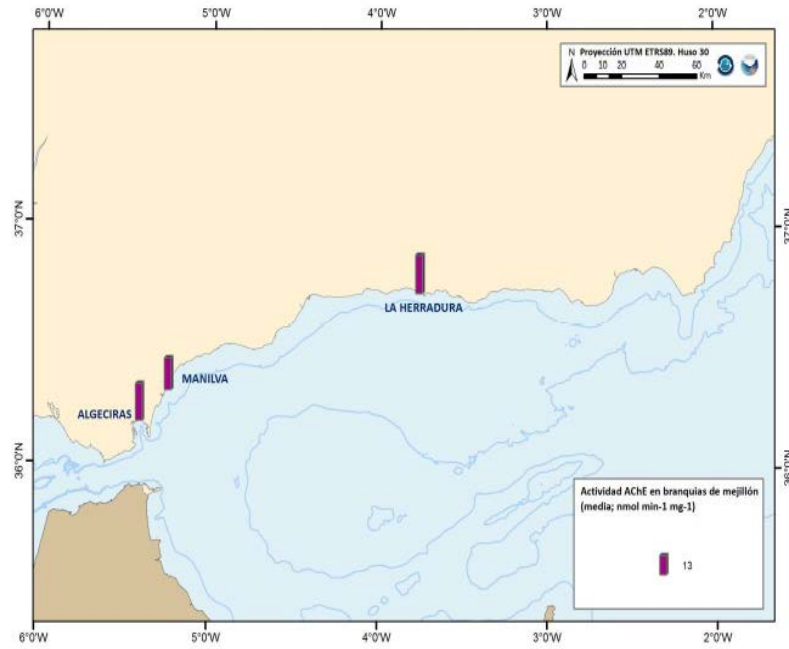 6°0'W 5°0'W 4°0'W 3°0'W 2°0'W
N Proyección UTM ETRS89. Huso 30
0 10 20 40 60
Km
37°0'N 37°0'N
LA HERRADURA
MANILVA
ALGECIRAS
36°0'N 36°0'N
Actividad AChE en branquias de mejillón
(media; nmol min-1 mg-1)
13
6°0'W 5°0'W 4°0'W 3°0'W 2°0'W